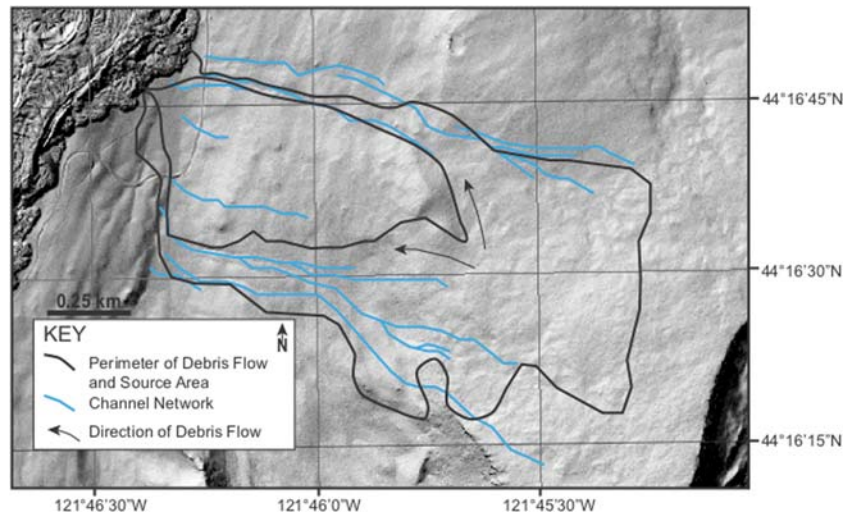 44°16'45"N
44°16'30"N
0.25 km
KEY
N
Perimeter of Debris Flow
and Source Area
Channel Network
Direction of Debris Flow
44°16'15"N
121°46'30"W
121°46'0"W
121°45'30"W